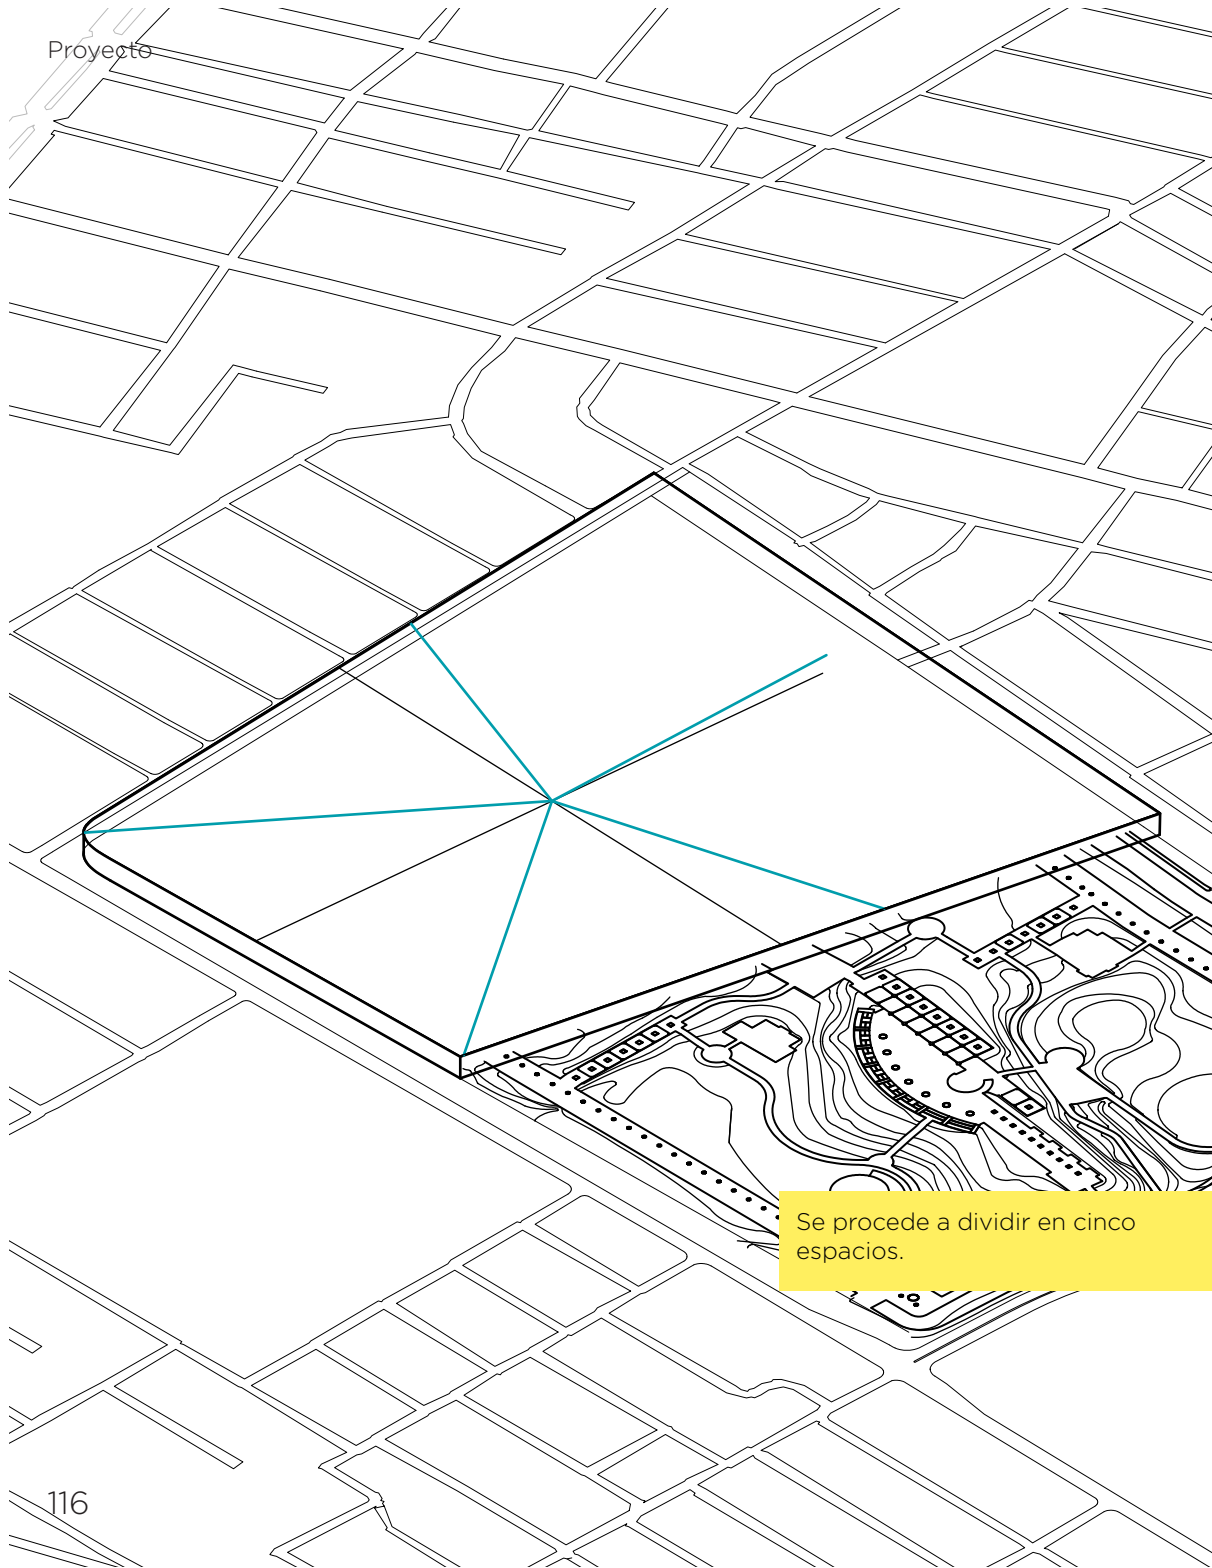 Proyecto
Se procede a dividir en cinco
espacios.
116